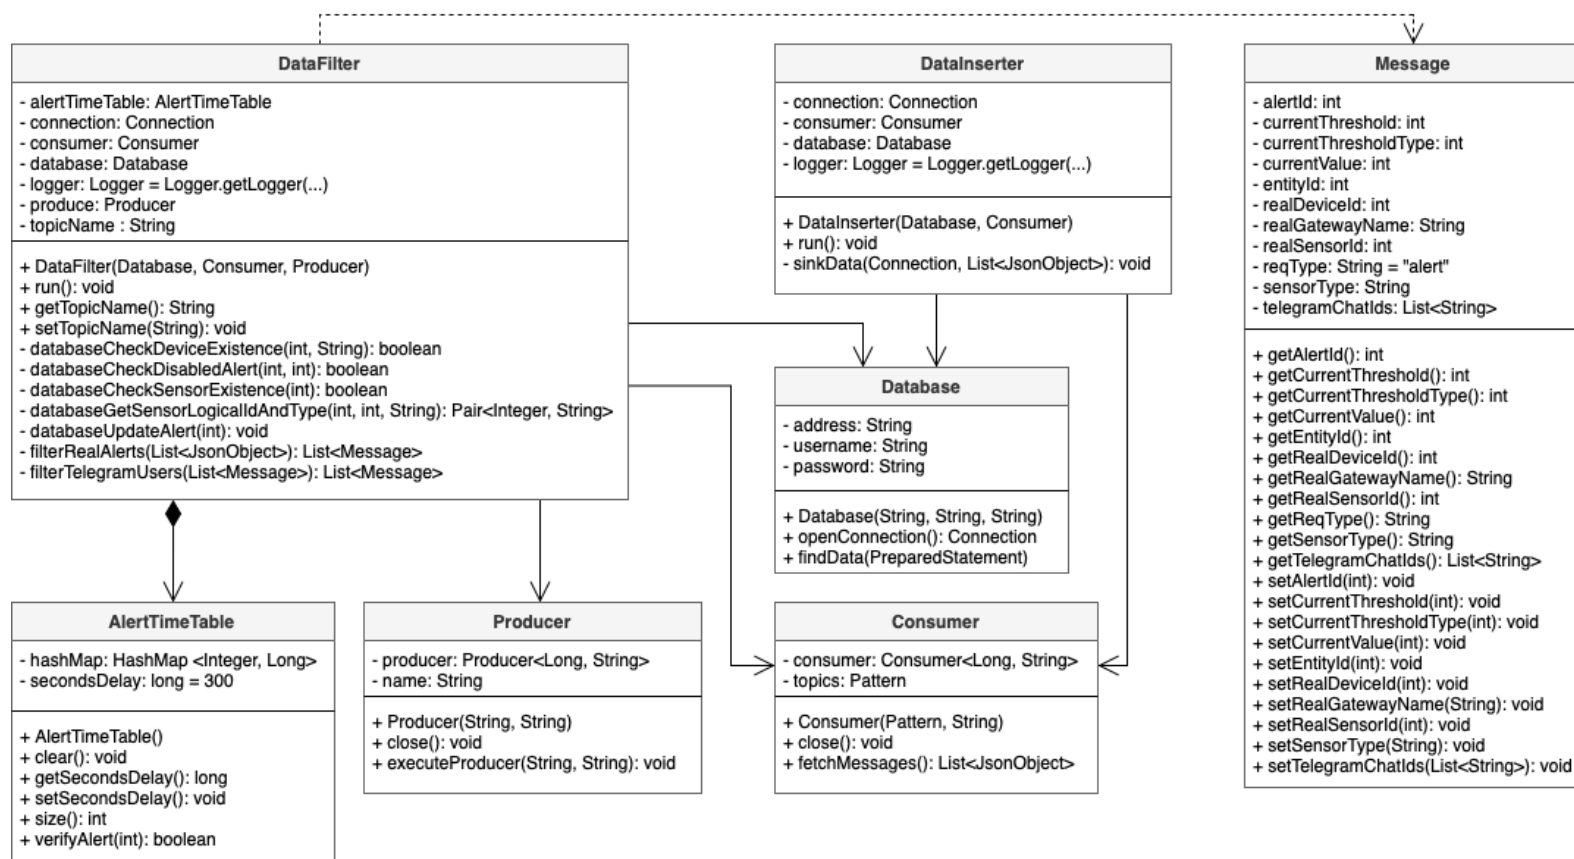 DataFilter
- alertTimeTable: AlertTimeTable
- connection: Connection
- consumer: Consumer
- database: Database
- logger: Logger = Logger.getLogger(...)
- produce: Producer
- topicName : String
+ DataFilter(Database, Consumer, Producer)
+ run(): void
+ getTopicName(): String
+ setTopicName(String): void
- databaseCheckDeviceExistence(int, String): boolean
- databaseCheckDisabledAlert(int, int): boolean
- databaseCheckSensorExistence(int): boolean
- databaseGetSensorLogicalIdAndType(int, int, String): Pair<Integer, String>
- databaseUpdateAlert(int): void
- filterRealAlerts(List<JsonObject>): List<Message>
- filterTelegramUsers(List<Message>): List<Message>
DataInserter
- connection: Connection
- consumer: Consumer
- database: Database
- logger: Logger = Logger.getLogger(...)
+ DataInserter(Database, Consumer)
+ run(): void
- sinkData(Connection, List<JsonObject>): void
Message
- alertId: int
- currentThreshold: int
- currentThresholdType: int
- currentValue: int
- entityId: int
- realDeviceId: int
- realGatewayName: String
- realSensorId: int
- reqType: String = "alert"
- sensorType: String
- telegramChatIds: List<String>
+ getAlertId(): int
+ getCurrentThreshold(): int
+ getCurrentThresholdType(): int
+ getCurrentValue(): int
+ getEntityId(): int
+ getRealDeviceId(): int
+ getRealGatewayName(): String
+ getRealSensorId(): int
+ getReqType(): String
+ getSensorType(): String
+ getTelegramChatIds(): List<String>
+ setAlertId(int): void
+ setCurrentThreshold(int): void
+ setCurrentThresholdType(int): void
+ setCurrentValue(int): void
+ setEntityId(int): void
+ setRealDeviceId(int): void
+ setRealGatewayName(String): void
+ setRealSensorId(int): void
+ setSensorType(String): void
+ setTelegramChatIds(List<String>): void
Database
- address: String
- username: String
- password: String
+ Database(String, String, String)
+ openConnection(): Connection
+ findData(PreparedStatement)
AlertTimeTable
- hashMap: HashMap <Integer, Long>
- secondsDelay: long = 300
+ AlertTimeTable()
+ clear(): void
+ getSecondsDelay(): long
+ setSecondsDelay(): void
+ size(): int
+ verifyAlert(int): boolean
Producer
- producer: Producer<Long, String>
- name: String
+ Producer(String, String)
+ close(): void
+ executeProducer(String, String): void
Consumer
- consumer: Consumer<Long, String>
- topics: Pattern
+ Consumer(Pattern, String)
+ close(): void
+ fetchMessages(): List<JsonObject>